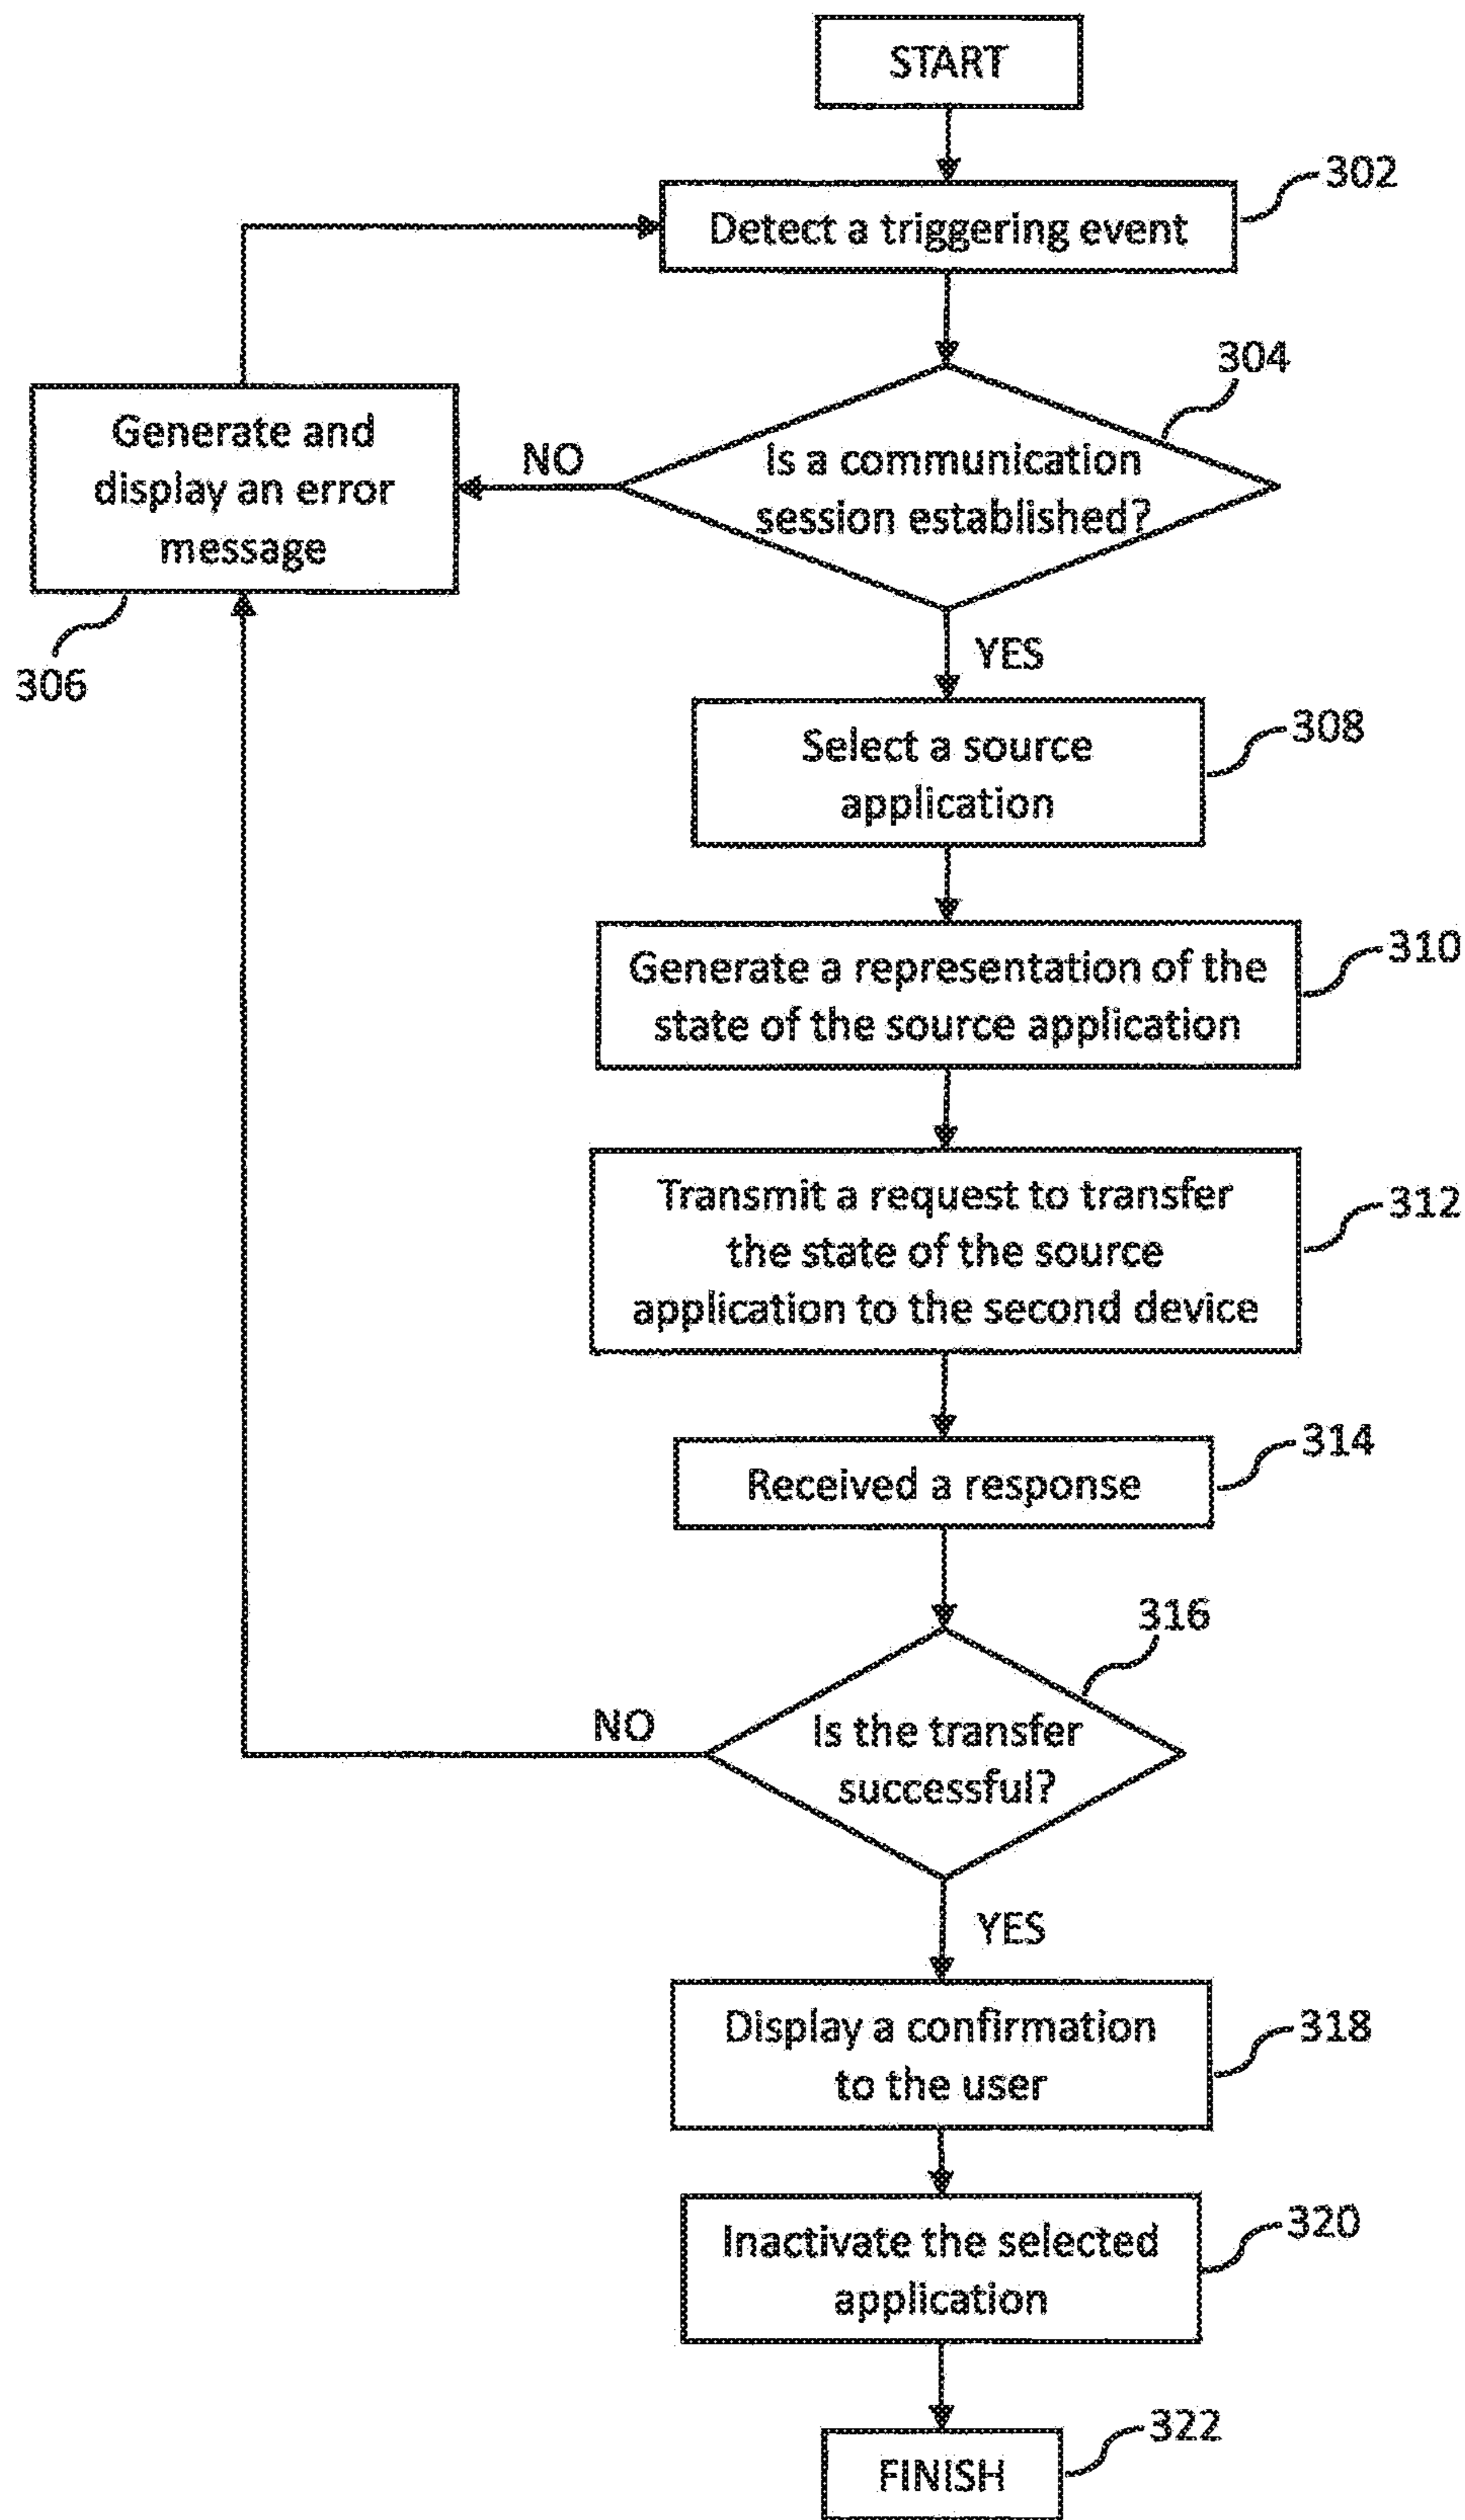 START
302
Detect a triggering event
304
Generate and
display an error
message
NO
Is a communication
session established?
306
YES
308
Select a source
application
310
Generate a representation of the
state of the source application
312
Transmit a request to transfer
the state of the source
application to the second device
314
Received a response
316
NO
Is the transfer
successful?
YES
318
Display a confirmation
to the user
320
Inactivate the selected
application
322
FINISH